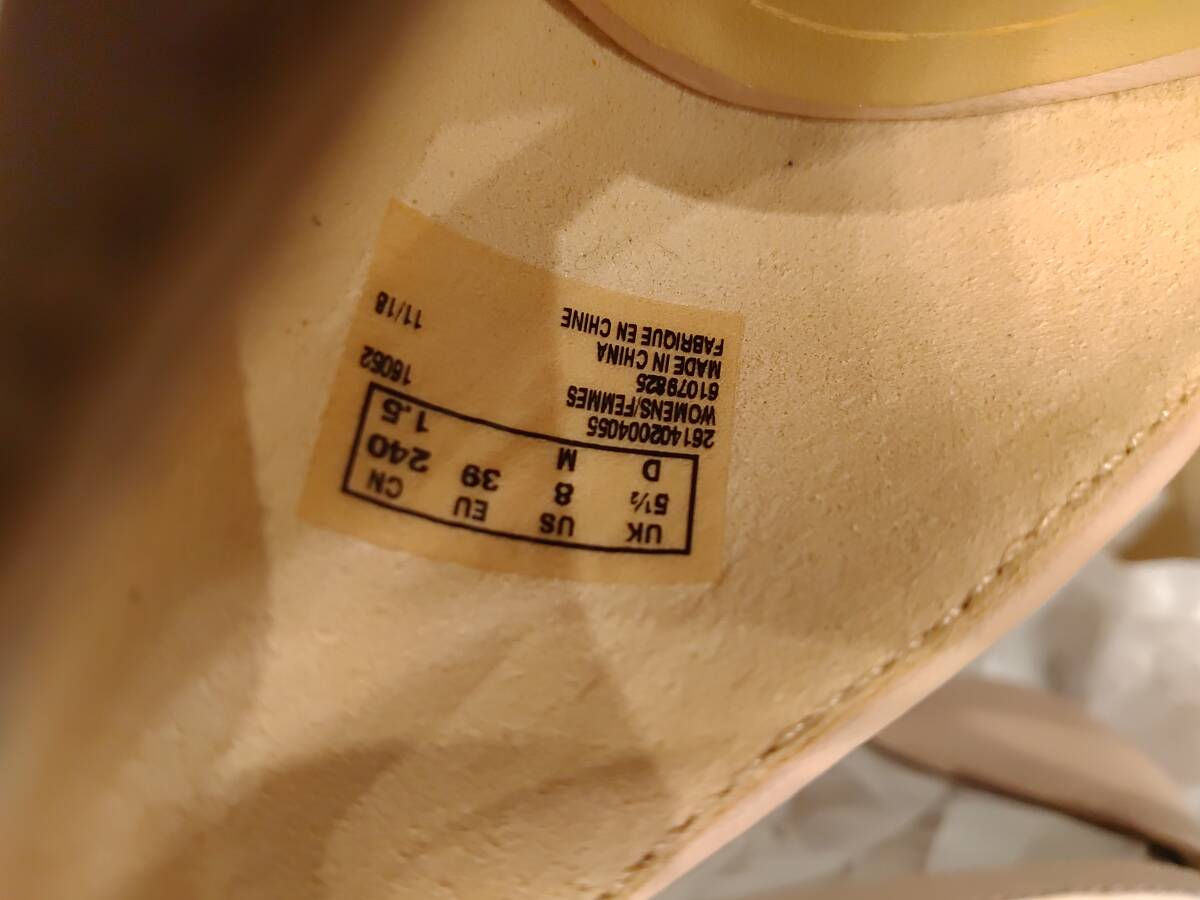 UK US EU CN
5½ 8 39 240
D M 1.5
261402004055 16062
WOMENS/FEMMES
61079825 11/18
MADE IN CHINA
FABRIQUE EN CHINE